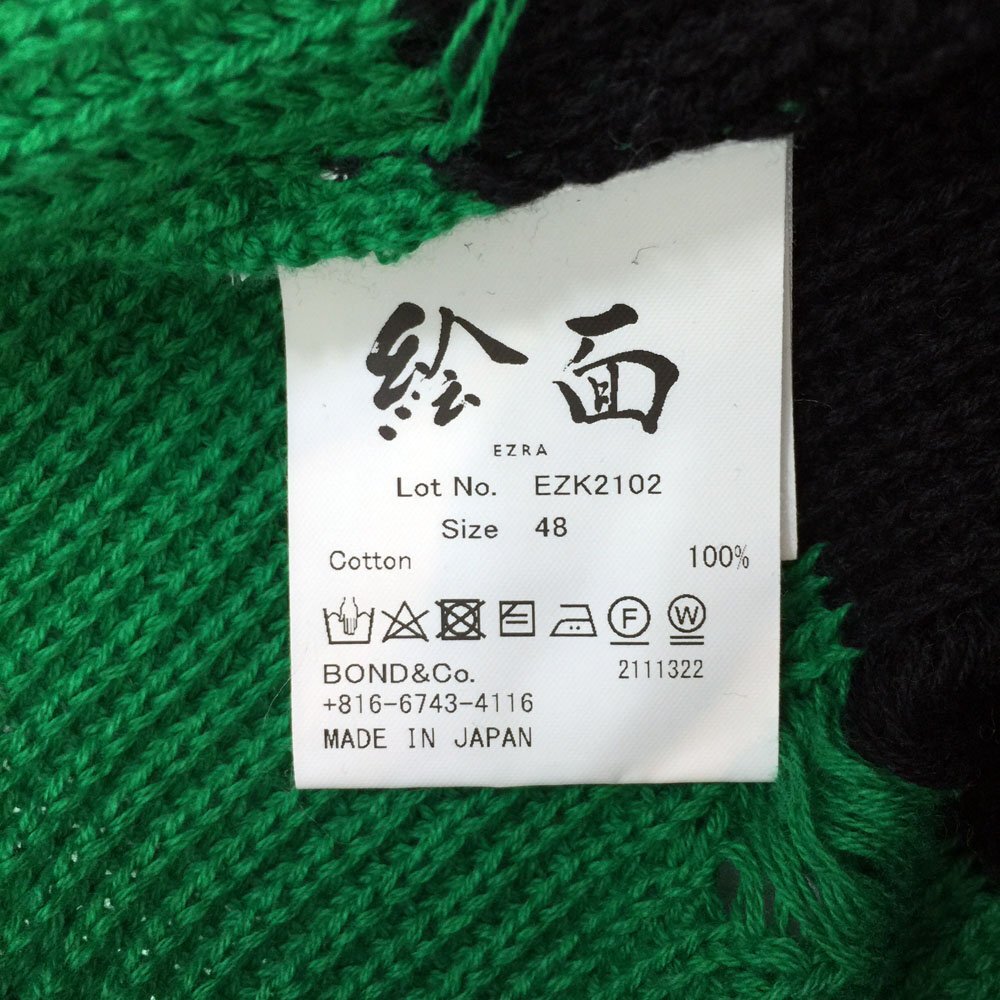 絵面
EZRA
Lot No. EZK2102
Size 48
Cotton 100%
F W
BOND&Co. 2111322
+816-6743-4116
MADE IN JAPAN